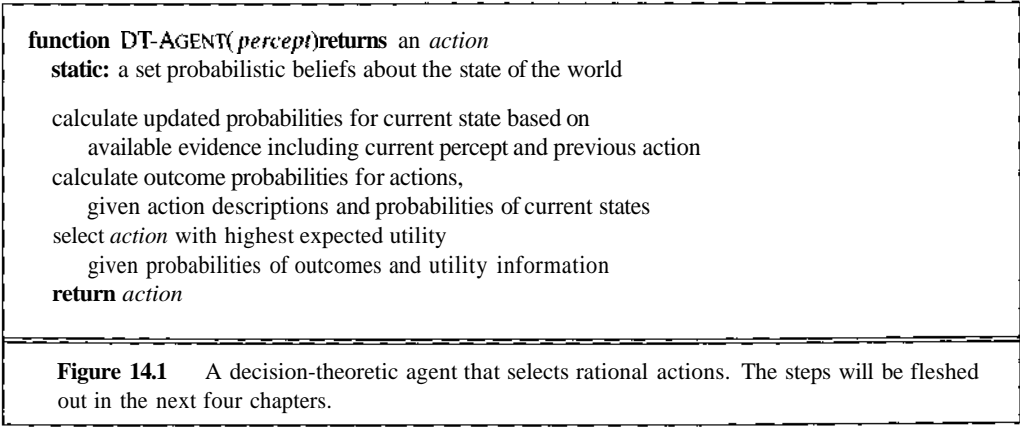 function DT-AGENT(percept)returns an action
static: a set probabilistic beliefs about the state of the world
calculate updated probabilities for current state based on
available evidence including current percept and previous action
calculate outcome probabilities for actions,
given action descriptions and probabilities of current states
select action with highest expected utility
given probabilities of outcomes and utility information
return action
Figure 14.1 A decision-theoretic agent that selects rational actions. The steps will be fleshed
out in the next four chapters.